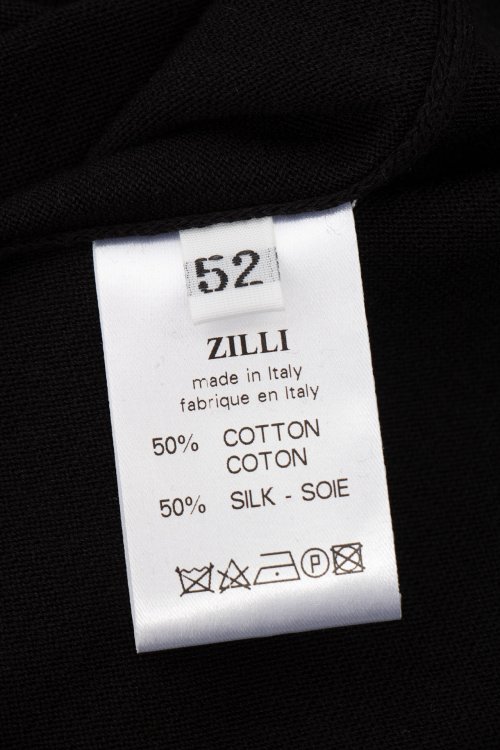 52
ZILLI
made in Italy
fabrique en Italy
50% COTTON
COTON
50% SILK - SOIE
P